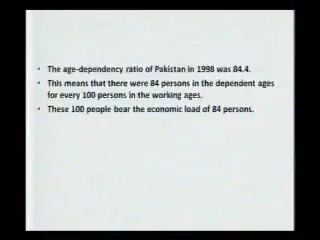 • The age-dependency ratio of Pakistan in 1998 was 84.4.
• This means that there were 84 persons in the dependent ages
for every 100 persons in the working ages.
• These 100 people bear the economic load of 84 persons.